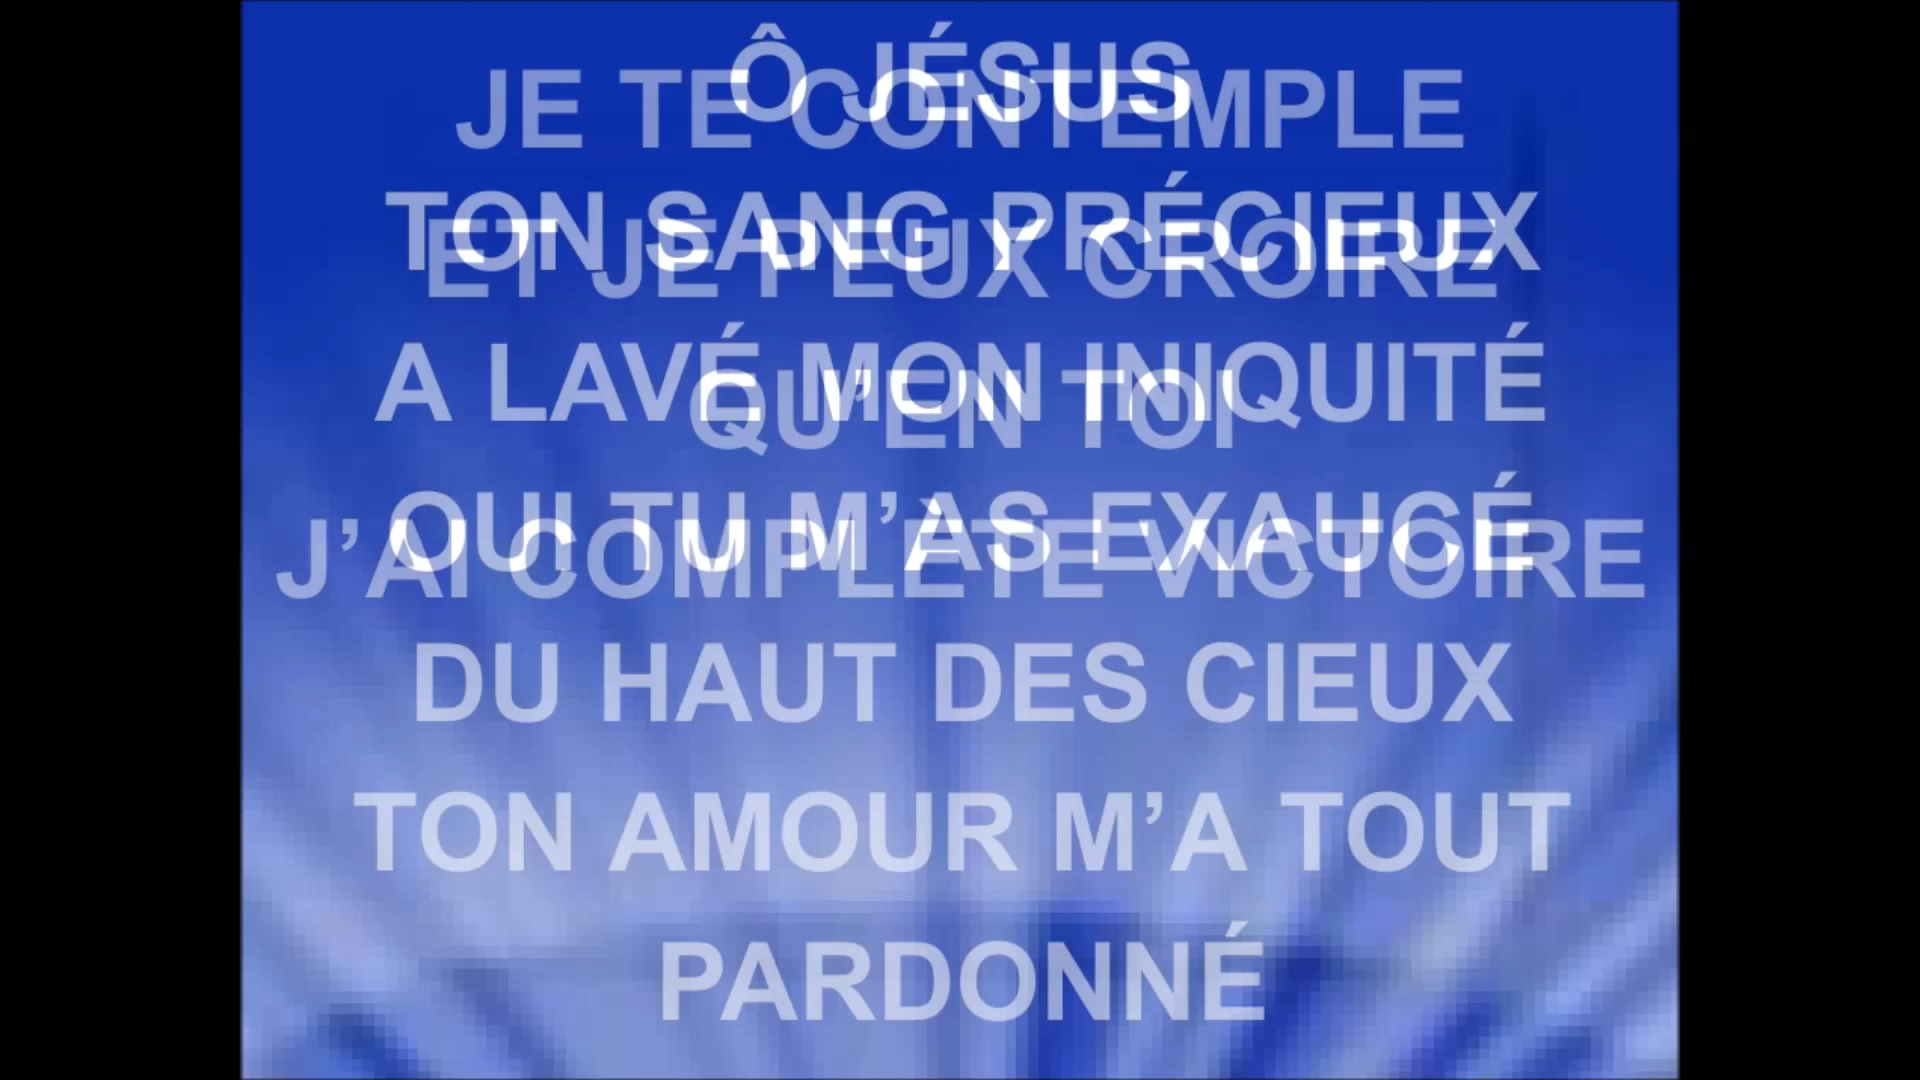 Ô JÉSUS
JE TE CONTEMPLE
TON SANG PRÉCIEUX
ET JE PEUX CROIRE
A LAVÉ MON INIQUITÉ
QU’EN TOI
OUI TU M’AS EXAUCÉ
J’AI COMPLÈTE VICTOIRE
DU HAUT DES CIEUX
TON AMOUR M’A TOUT
PARDONNÉ